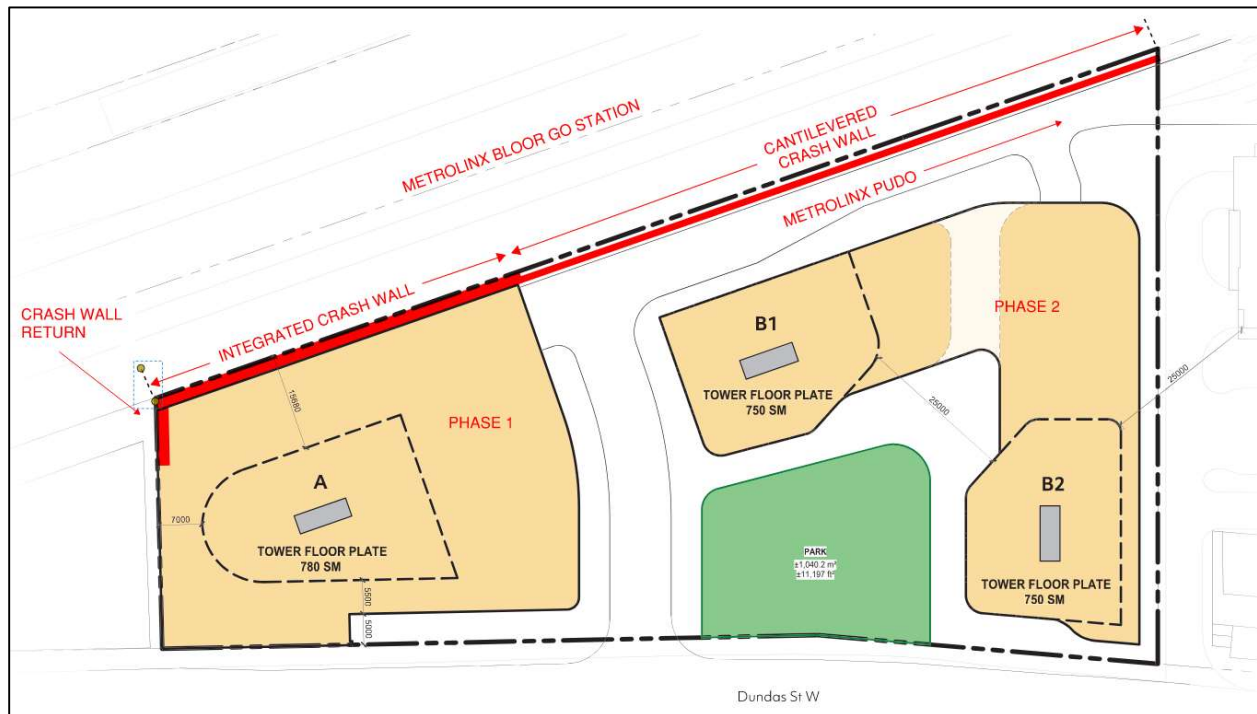 METROLINX BLOOR GO STATION
CANTILEVERED
CRASH WALL
METROLINX PUDO
INTEGRATED CRASH WALL
CRASH WALL
RETURN
PHASE 1
PHASE 2
15680
A
TOWER FLOOR PLATE
780 SM
7000
5500
5000
B1
TOWER FLOOR PLATE
750 SM
25000
25000
B2
TOWER FLOOR PLATE
750 SM
PARK
±1,040.2 m²
±11,197 ft²
Dundas St W